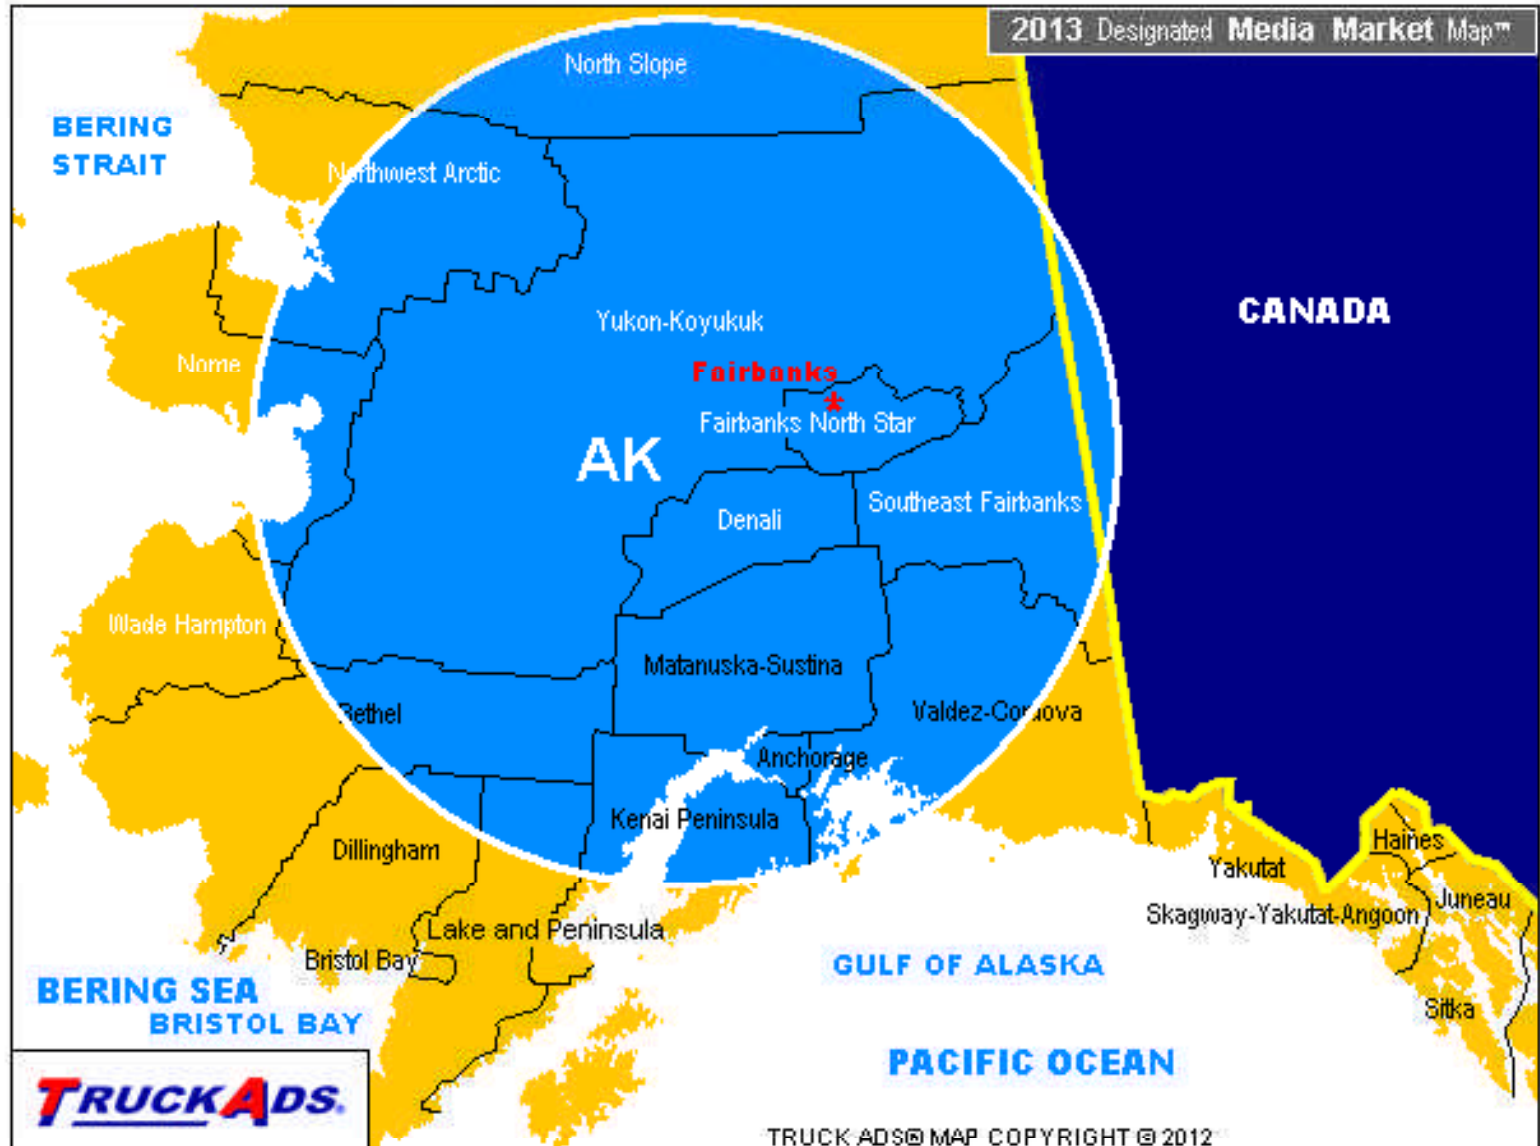 2013 Designated Media Market Map™
North Slope
BERING
STRAIT
Northwest Arctic
CANADA
Yukon-Koyukuk
Nome
Fairbanks
Fairbanks North Star
AK
Southeast Fairbanks
Denali
Wade Hampton
Matanuska-Sustina
Bethel
Valdez-Cordova
Anchorage
Kenai Peninsula
Dillingham
Haines
Yakutat
Juneau
Skagway-Yakutat-Angoon
Lake and Peninsula
Bristol Bay
GULF OF ALASKA
BERING SEA
Sitka
BRISTOL BAY
PACIFIC OCEAN
TRUCKADS.
TRUCK ADS® MAP COPYRIGHT © 2012